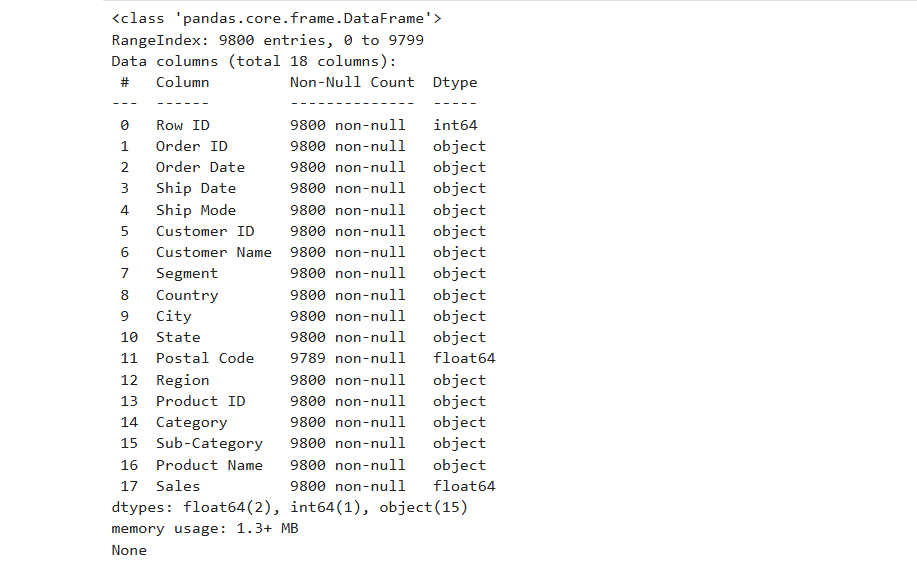 <class 'pandas.core.frame.DataFrame'>
RangeIndex: 9800 entries, 0 to 9799
Data columns (total 18 columns):
 #   Column         Non-Null Count  Dtype
---  ------         --------------  -----
 0   Row ID         9800 non-null   int64
 1   Order ID       9800 non-null   object
 2   Order Date     9800 non-null   object
 3   Ship Date      9800 non-null   object
 4   Ship Mode      9800 non-null   object
 5   Customer ID    9800 non-null   object
 6   Customer Name  9800 non-null   object
 7   Segment        9800 non-null   object
 8   Country        9800 non-null   object
 9   City           9800 non-null   object
 10  State          9800 non-null   object
 11  Postal Code    9789 non-null   float64
 12  Region         9800 non-null   object
 13  Product ID     9800 non-null   object
 14  Category       9800 non-null   object
 15  Sub-Category   9800 non-null   object
 16  Product Name   9800 non-null   object
 17  Sales          9800 non-null   float64
dtypes: float64(2), int64(1), object(15)
memory usage: 1.3+ MB
None